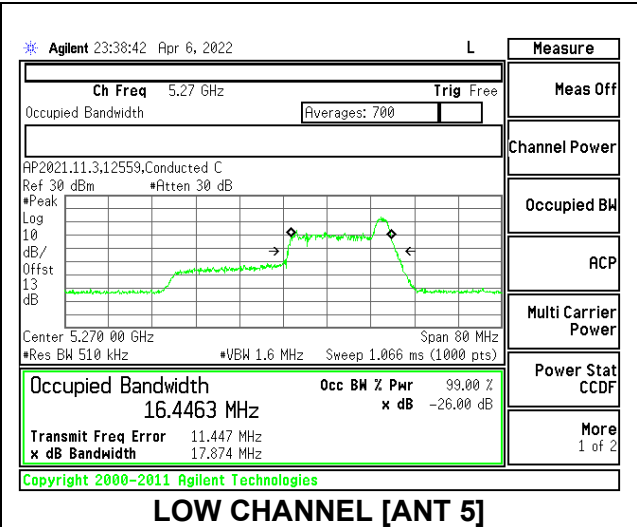 Agilent 23:38:42 Apr 6, 2022 L
Measure
Ch Freq 5.27 GHz Trig Free
Meas Off
Occupied Bandwidth Averages: 700
Channel Power
AP2021.11.3,12559,Conducted C
Ref 30 dBm #Atten 30 dB
#Peak
Log
10
dB/
Offst
13
dB
Occupied BW
ACP
Multi Carrier
Power
Center 5.270 00 GHz Span 80 MHz
#Res BW 510 kHz #VBW 1.6 MHz Sweep 1.066 ms (1000 pts)
Power Stat
CCDF
Occupied Bandwidth Occ BW % Pwr 99.00 %
16.4463 MHz x dB -26.00 dB
Transmit Freq Error 11.447 MHz
x dB Bandwidth 17.874 MHz
More
1 of 2
Copyright 2000-2011 Agilent Technologies
LOW CHANNEL [ANT 5]